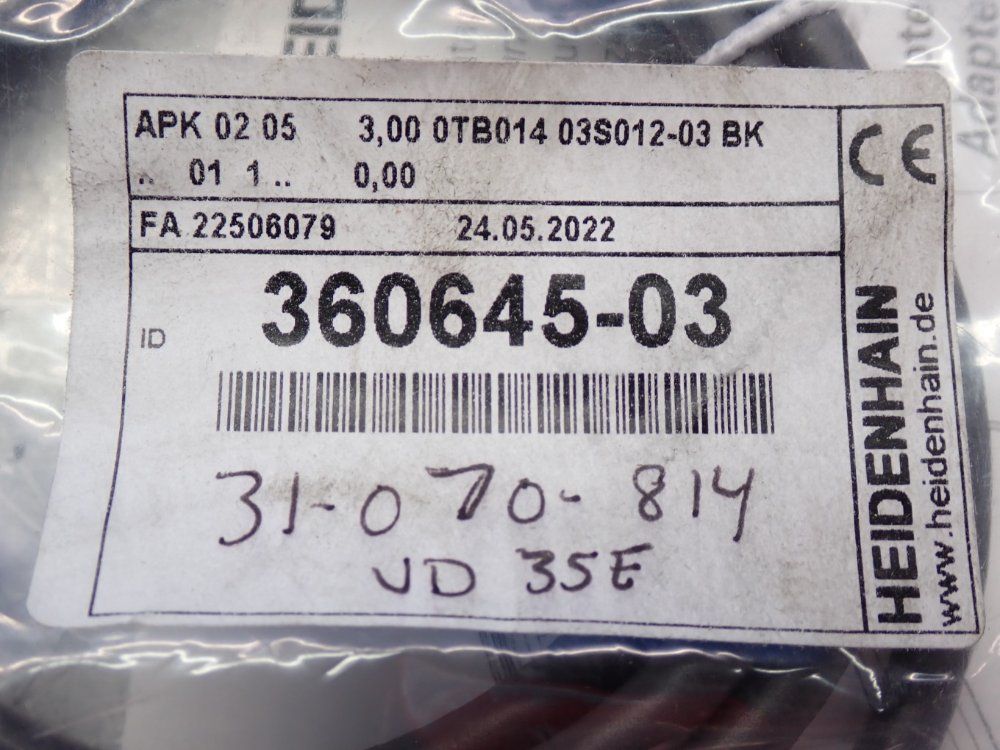 APK 02 05 3,00 0TB014 03S012-03 BK
.. 01 1 .. 0,00
FA 22506079 24.05.2022
ID 360645-03
31-070-814
VD 35E
CE
HEIDENHAIN
www.heidenhain.de
Adapte